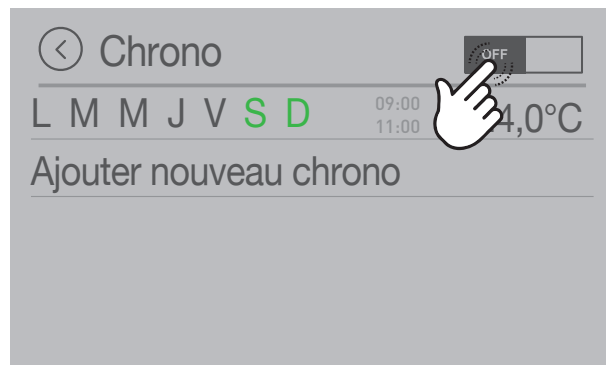 Chrono
OFF
L M M J V S D
09:00
11:00
4,0°C
Ajouter nouveau chrono